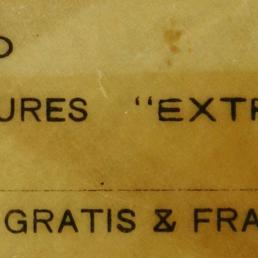 O
URES "EXTR
GRATIS & FRA